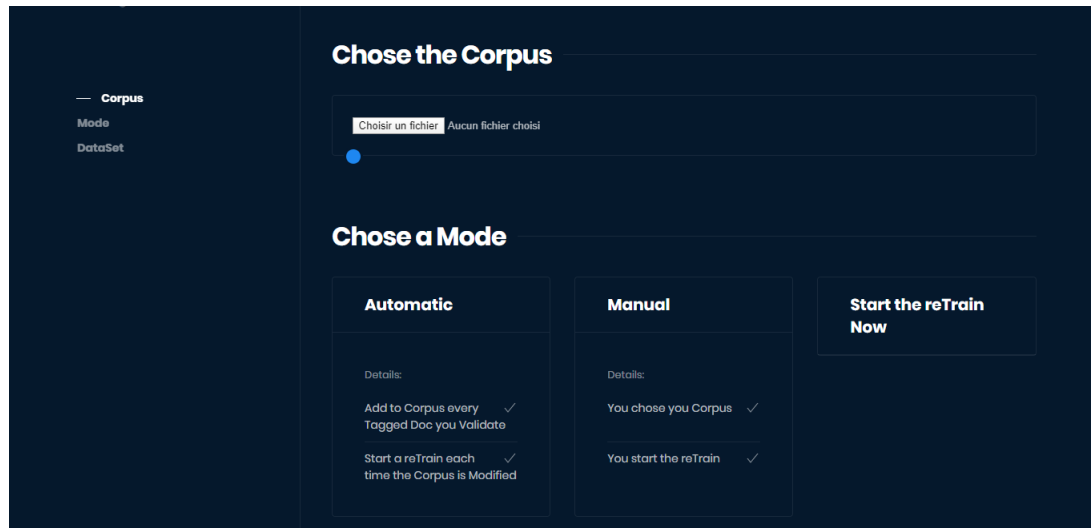 Chose the Corpus
Corpus
Mode
DataSet
Choisir un fichier Aucun fichier choisi
Chose a Mode
Automatic
Details:
Add to Corpus every
Tagged Doc you Validate
Start a reTrain each
time the Corpus is Modified
Manual
Details:
You chose you Corpus
You start the reTrain
Start the reTrain
Now